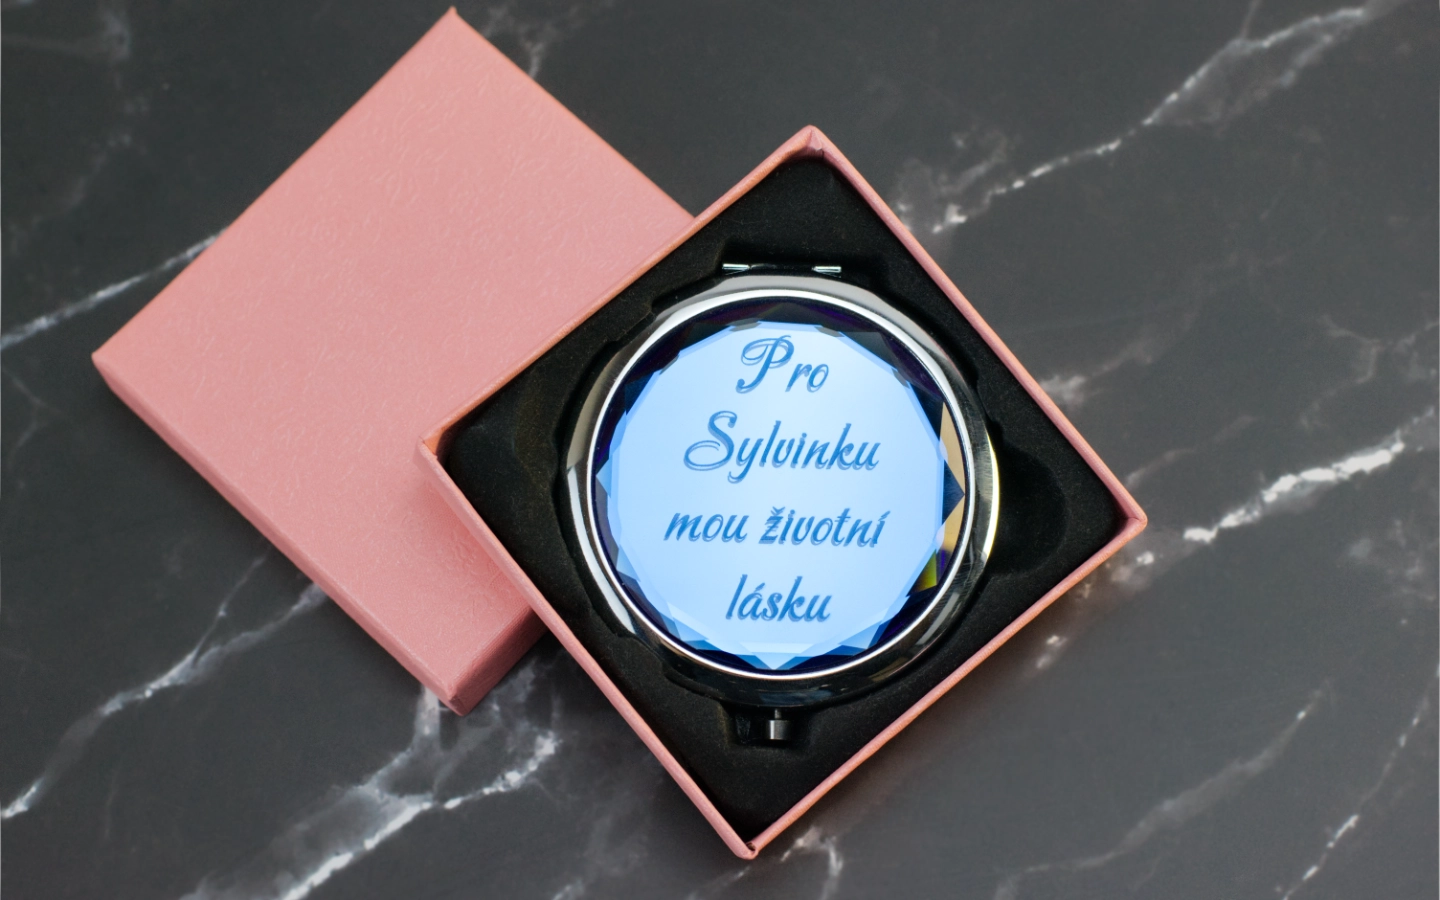 Pro
Sylvinku
mou životní
lásku